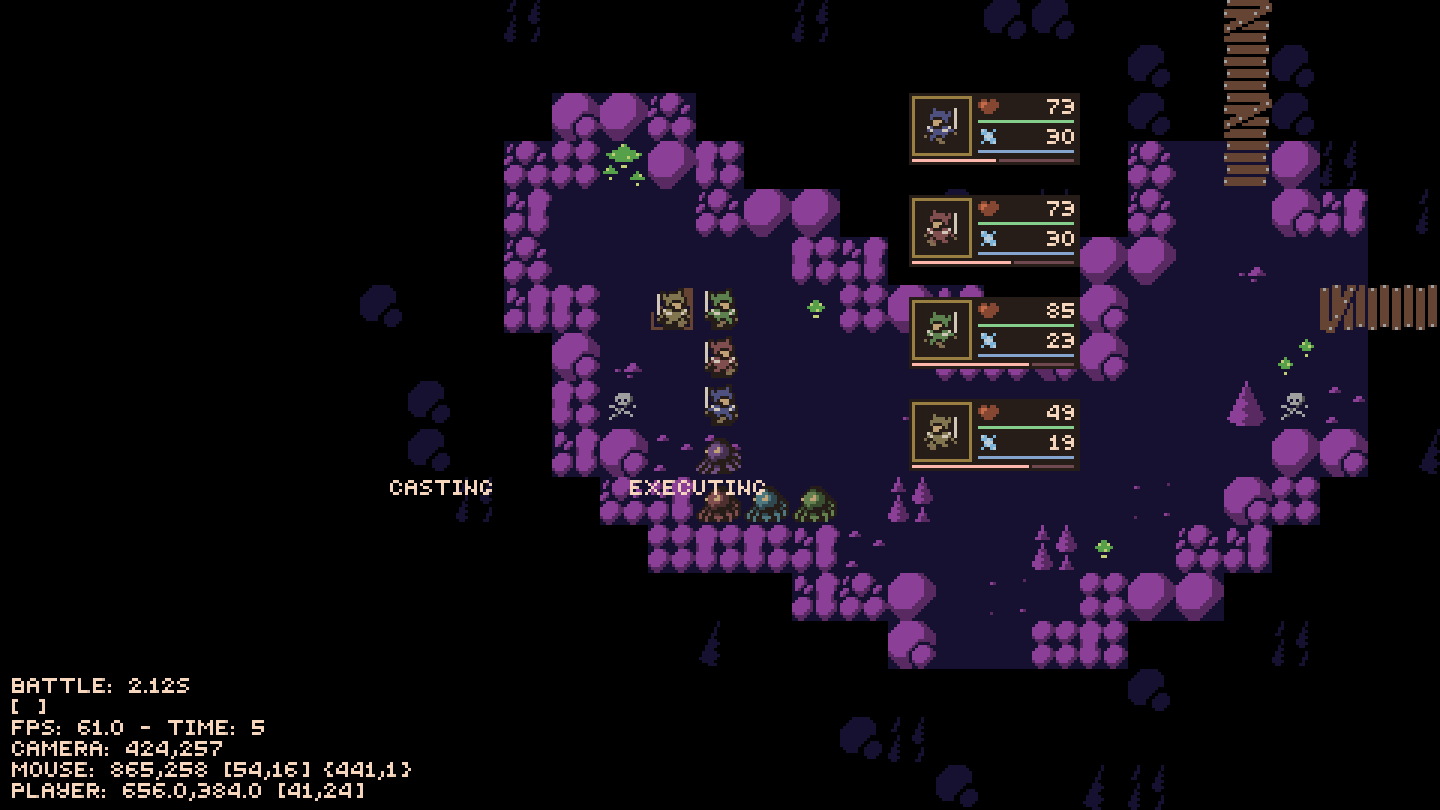 73
30
73
30
85
23
49
19
CASTING
EXECUTING
BATTLE: 2.12S
[ ]
FPS: 61.0 - TIME: 5
CAMERA: 424,257
MOUSE: 865,258 [54,16] {441,1}
PLAYER: 656.0,384.0 [41,24]